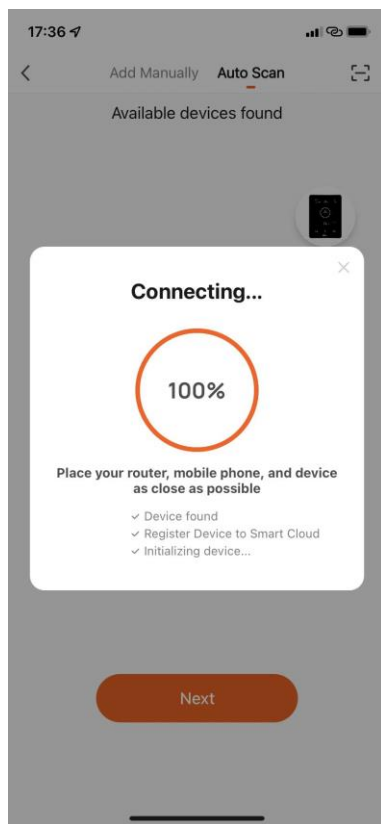 17:36
Add Manually Auto Scan
Available devices found
Connecting...
100%
Place your router, mobile phone, and device
as close as possible
✓ Device found
✓ Register Device to Smart Cloud
✓ Initializing device...
Next